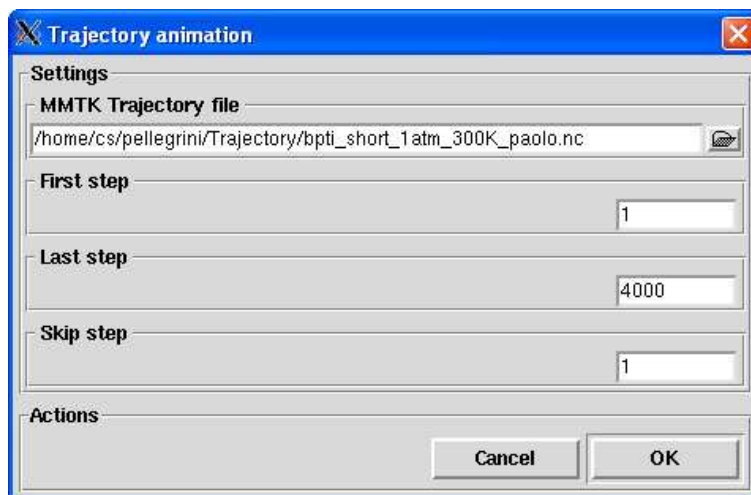 Trajectory animation
Settings
MMTK Trajectory file
/home/cs/pellegrini/Trajectory/bpti_short_1atm_300K_paolo.nc
First step
1
Last step
4000
Skip step
1
Actions
Cancel OK